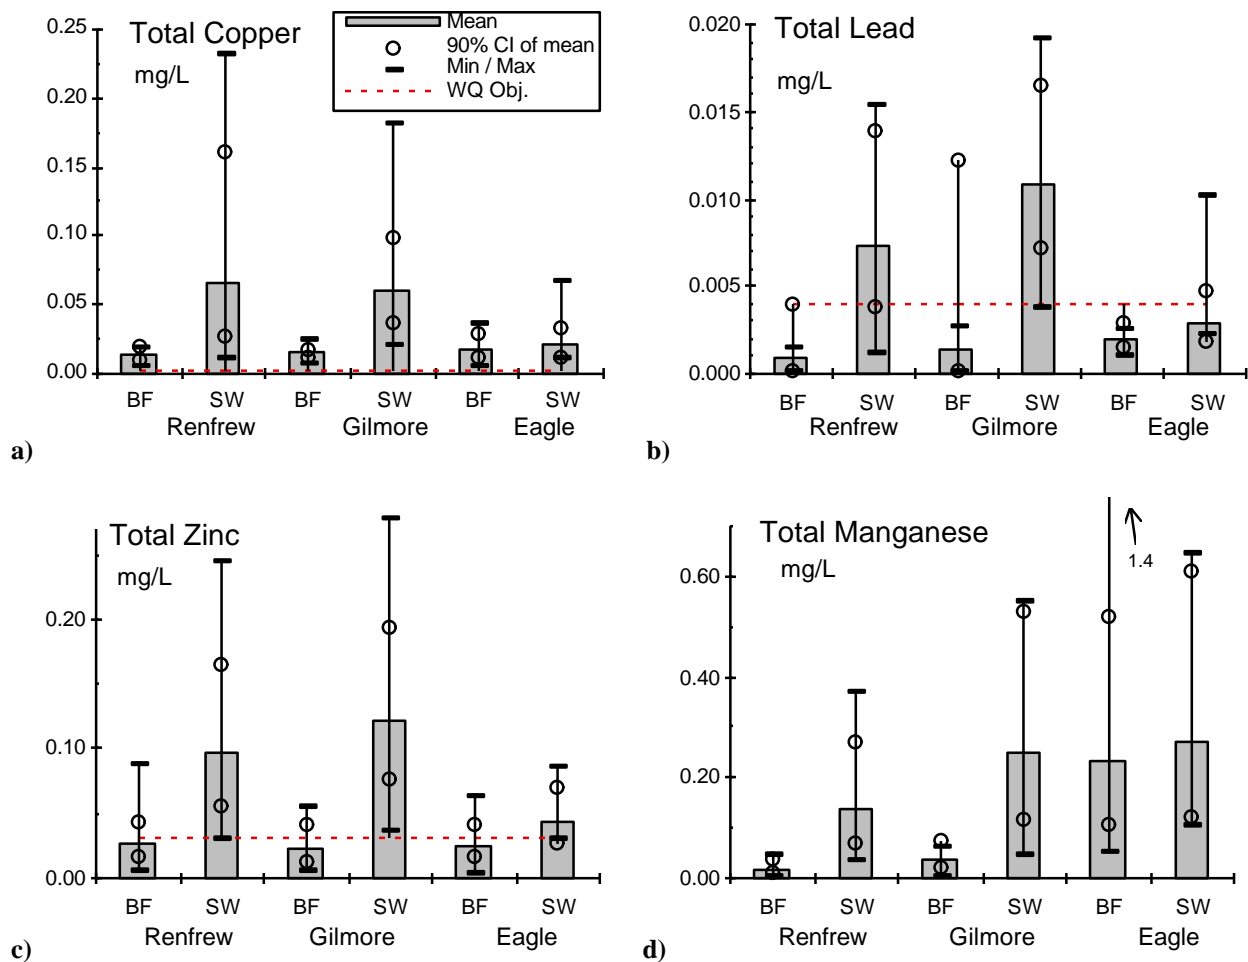 Total Copper
mg/L
Mean
90% CI of mean
Min / Max
WQ Obj.
0.25
0.20
0.15
0.10
0.05
0.00
BF SW BF SW BF SW
Renfrew Gilmore Eagle
a)
Total Lead
mg/L
0.020
0.015
0.010
0.005
0.000
BF SW BF SW BF SW
Renfrew Gilmore Eagle
b)
Total Zinc
mg/L
0.20
0.10
0.00
BF SW BF SW BF SW
Renfrew Gilmore Eagle
c)
Total Manganese
mg/L
1.4
0.60
0.40
0.20
0.00
BF SW BF SW BF SW
Renfrew Gilmore Eagle
d)